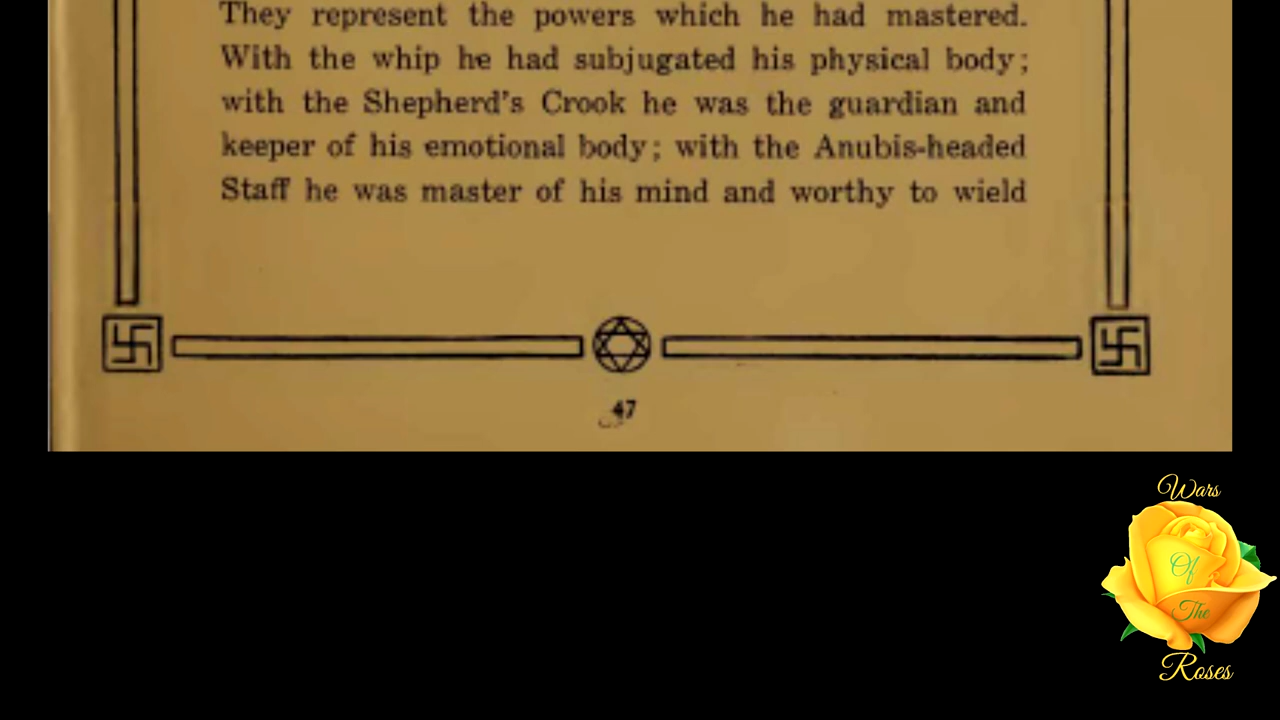 They represent the powers which he had mastered.
With the whip he had subjugated his physical body;
with the Shepherd's Crook he was the guardian and
keeper of his emotional body; with the Anubis-headed
Staff he was master of his mind and worthy to wield
47
Wars
Of
The
Roses